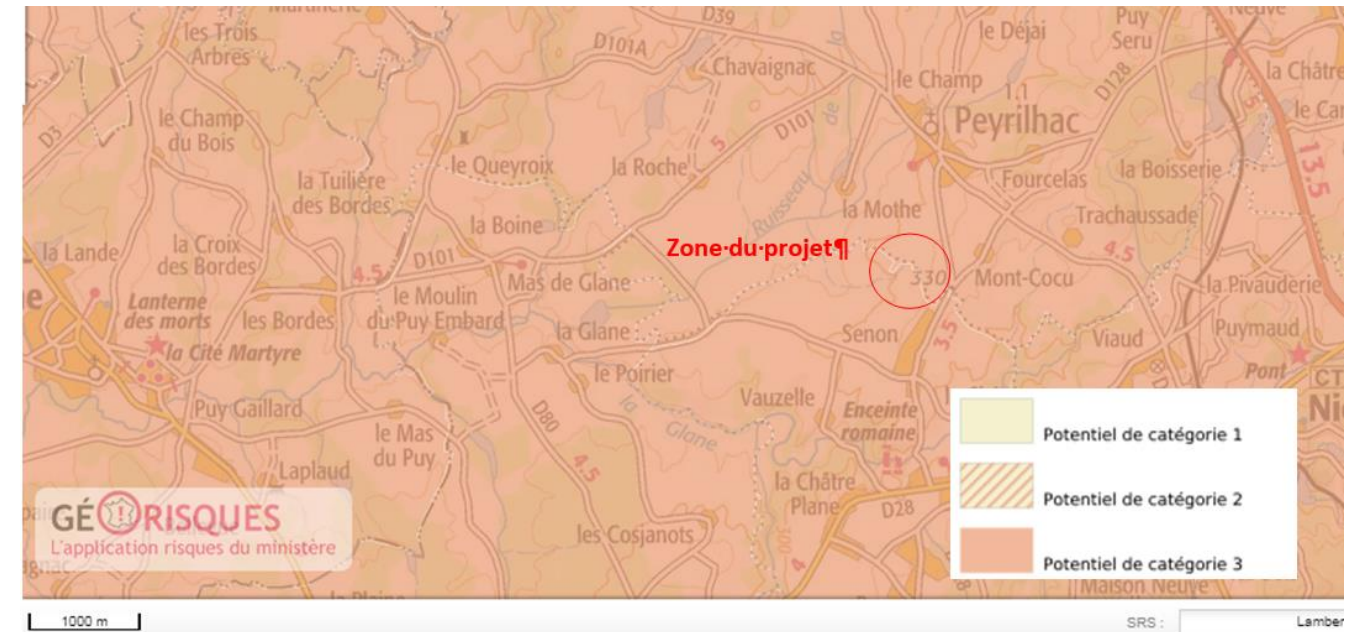 D39
les Trois
Arbres
D101A
Chavaignac
le Déjai
Puy
Seru
la Châtre
le Champ
1.1
D128
D3
le Champ
du Bois
D101
de
la
Peyrilhac
13.5
le Queyroix
la Roche
5
la Boisserie
Fourcelas
la Tuilière
des Bordes
Ruisseau
la Mothe
Trachaussade
la Boine
Zone·du·projet¶
4.5
la Lande
la Croix
des Bordes
4.5
D101
Mas de Glane
330
Mont-Cocu
la Pivauderie
le Moulin
du Puy Embard
Lanterne
des morts
les Bordes
la Glane
Senon
3.5
Viaud
Puymaud
la Cité Martyre
le Poirier
Pont
Puy Gaillard
D80
la
Glane
Vauzelle
Enceinte
romaine
Potentiel de catégorie 1
le Mas
du Puy
4.5
Laplaud
la Châtre
Plane
D28
Potentiel de catégorie 2
GÉORISQUES
L'application risques du ministère
les Cosjanots
Potentiel de catégorie 3
Maison Neuve
1000 m
SRS :
Lamber